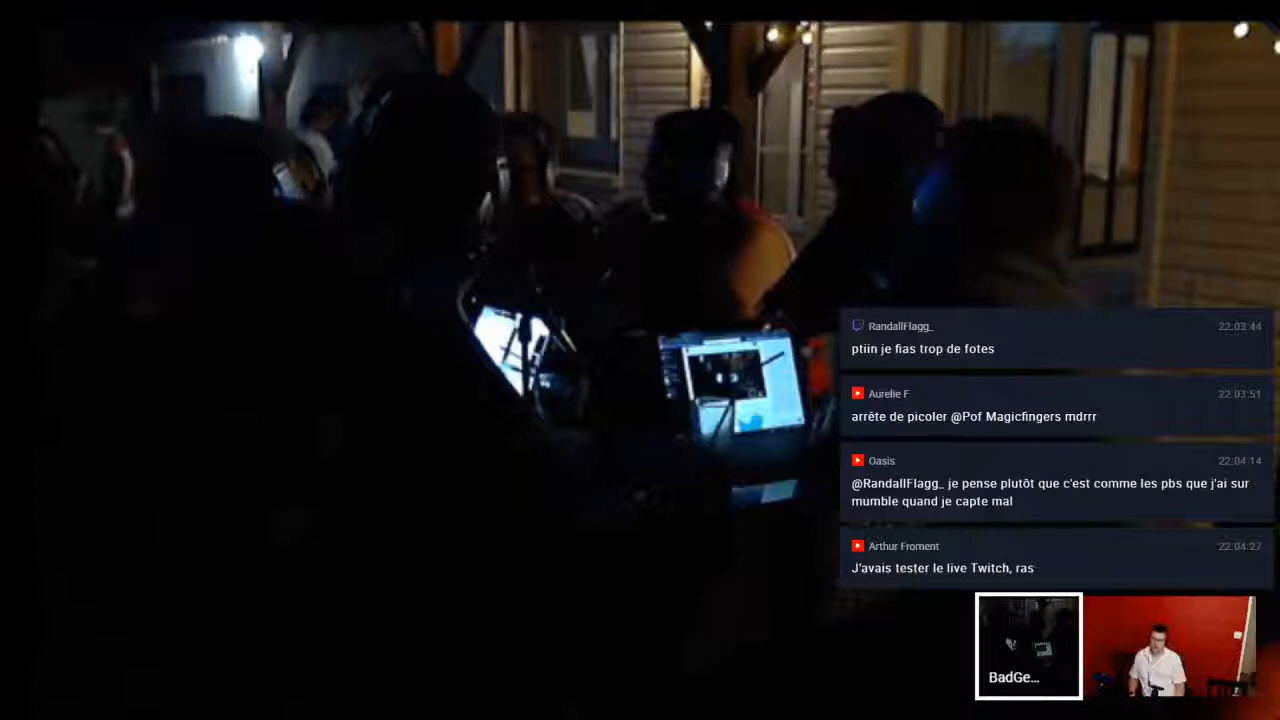 RandallFlagg_
22:03:44
ptiin je fias trop de fotes
Aurelie F
22:03:51
arrête de picoler @Pof Magicfingers mdrrr
Oasis
22:04:14
@RandallFlagg_ je pense plutôt que c'est comme les pbs que j'ai sur
mumble quand je capte mal
Arthur Froment
22:04:27
J'avais tester le live Twitch, ras
BadGe...